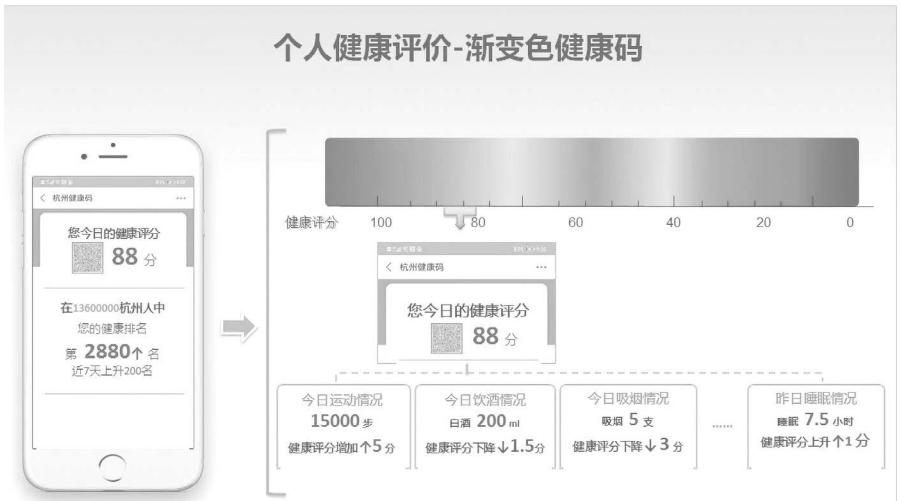 个人健康评价-渐变色健康码
杭州健康码
您今日的健康评分
88 分
在13600000杭州人中
您的健康排名
第 2880个 名
近7天上升200名
健康评分 100 80 60 40 20 0
杭州健康码
您今日的健康评分
88 分
今日运动情况
15000 步
健康评分增加↑5 分
今日饮酒情况
白酒 200 ml
健康评分下降↓1.5分
今日吸烟情况
吸烟 5 支
健康评分下降↓3 分
……
昨日睡眠情况
睡眠 7.5 小时
健康评分上升↑1 分